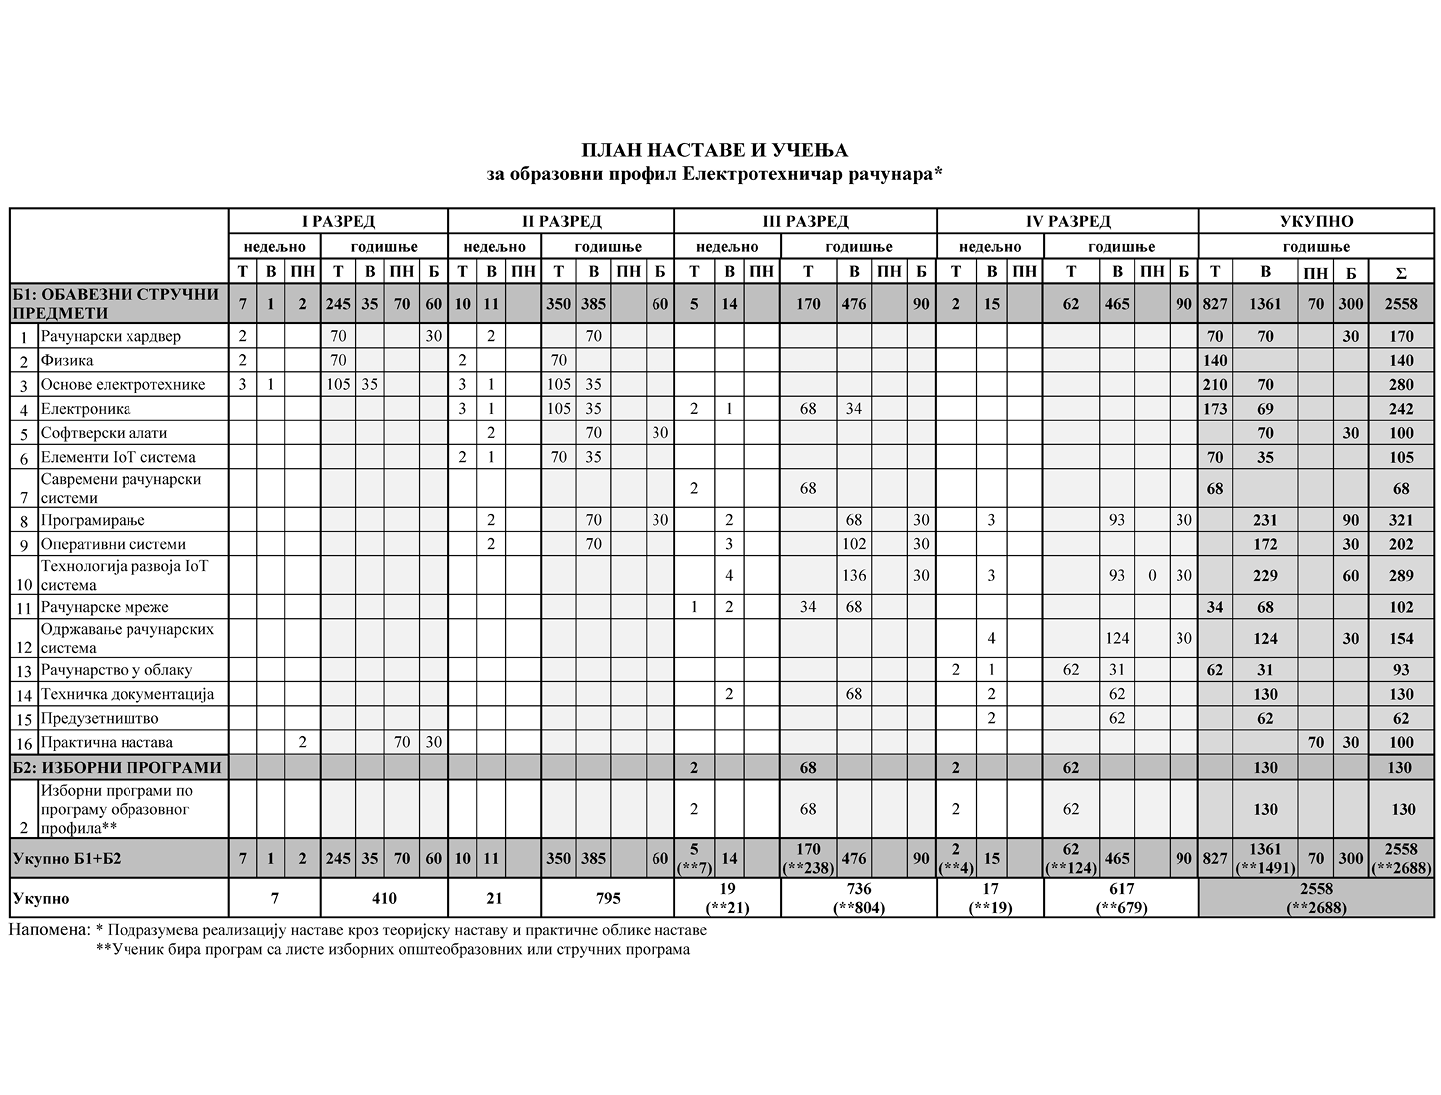 ПЛАН НАСТАВЕ И УЧЕЊА
за образовни профил Електротехничар рачунара*
I РАЗРЕД II РАЗРЕД III РАЗРЕД IV РАЗРЕД УКУПНО
недељно годишње недељно годишње недељно годишње недељно годишње годишње
Т В ПН Т В ПН Б Т В ПН Т В Б Т В ПН Т В ПН Б Т В ПН Т В ПН Б Т В ПН Б Σ
Б1: ОБАВЕЗНИ СТРУЧНИ
ПРЕДМЕТИ 7 1 2 245 35 70 60 10 11 350 385 60 5 14 170 476 90 2 15 62 465 90 827 1361 70 300 2558
1 Рачунарски хардвер 2 70 30 2 70 70 70 30 170
2 Физика 2 70 2 70 140 140
3 Основе електротехнике 3 1 105 35 3 1 105 35 210 70 280
4 Електроника 3 1 105 35 2 1 68 34 173 69 242
5 Софтверски алати 2 70 30 70 30 100
6 Елементи IoT система 2 1 70 35 70 35 105
Савремени рачунарски
7 системи 2 68 68 68
8 Програмирање 2 70 30 2 68 30 3 93 30 231 90 321
9 Оперативни системи 2 70 3 102 30 172 30 202
Технологија развоја IoT
10 система 4 136 30 3 93 0 30 229 60 289
11 Рачунарске мреже 1 2 34 68 34 68 102
Одржавање рачунарских
12 система 4 124 30 124 30 154
13 Рачунарство у облаку 2 1 62 31 62 31 93
14 Техничка документација 2 68 2 62 130 130
15 Предузетништво 2 62 62 62
16 Практична настава 2 70 30 70 30 100
Б2: ИЗБОРНИ ПРОГРАМИ 2 68 2 62 130 130
Изборни програми по
програму образовног
2 профила** 2 68 2 62 130 130
Укупно Б1+Б2 7 1 2 245 35 70 60 10 11 350 385 60 5 (**7) 14 170 (**238) 476 90 2 (**4) 15 62 (**124) 465 90 827 1361 (**1491) 70 300 2558 (**2688)
Укупно 7 410 21 795 19 (**21) 736 (**804) 17 (**19) 617 (**679) 2558 (**2688)
Напомена: * Подразумева реализацију наставе кроз теоријску наставу и практичне облике наставе
**Ученик бира програм са листе изборних општеобразовних или стручних програма